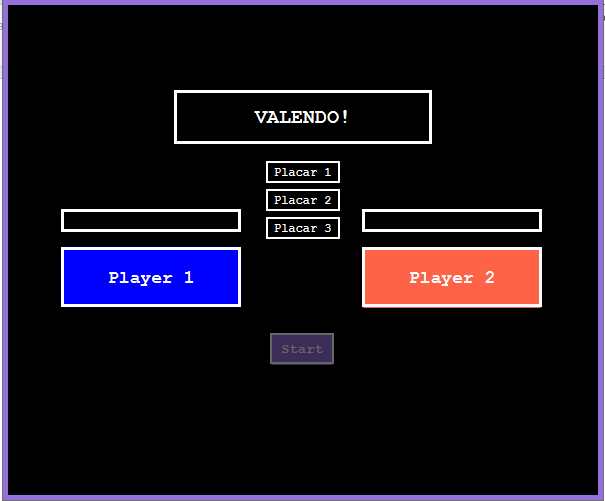 VALENDO!
Placar 1
Placar 2
Placar 3
Player 1
Player 2
Start